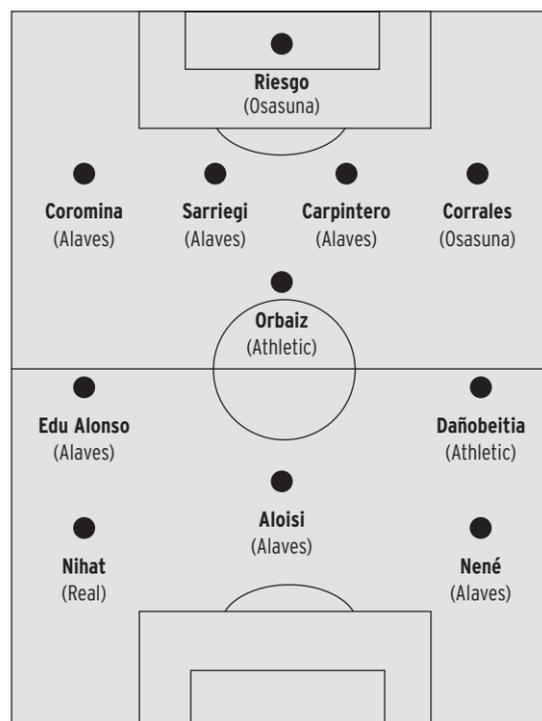 Riesgo
(Osasuna)
Coromina
(Alaves)
Sarriegi
(Alaves)
Carpintero
(Alaves)
Corrales
(Osasuna)
Orbaiz
(Athletic)
Edu Alonso
(Alaves)
Dañobeitia
(Athletic)
Aloisi
(Alaves)
Nihat
(Real)
Nené
(Alaves)